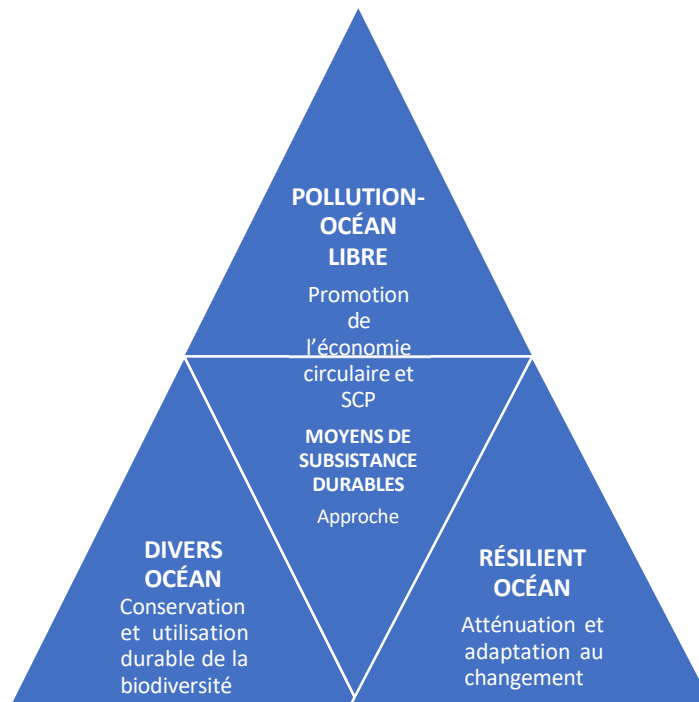 POLLUTION-
OCÉAN
LIBRE
Promotion
de
l’économie
circulaire et
SCP
MOYENS DE
SUBSISTANCE
DURABLES
Approche
DIVERS
OCÉAN
Conservation
et utilisation
durable de la
biodiversité
RÉSILIENT
OCÉAN
Atténuation et
adaptation au
changement